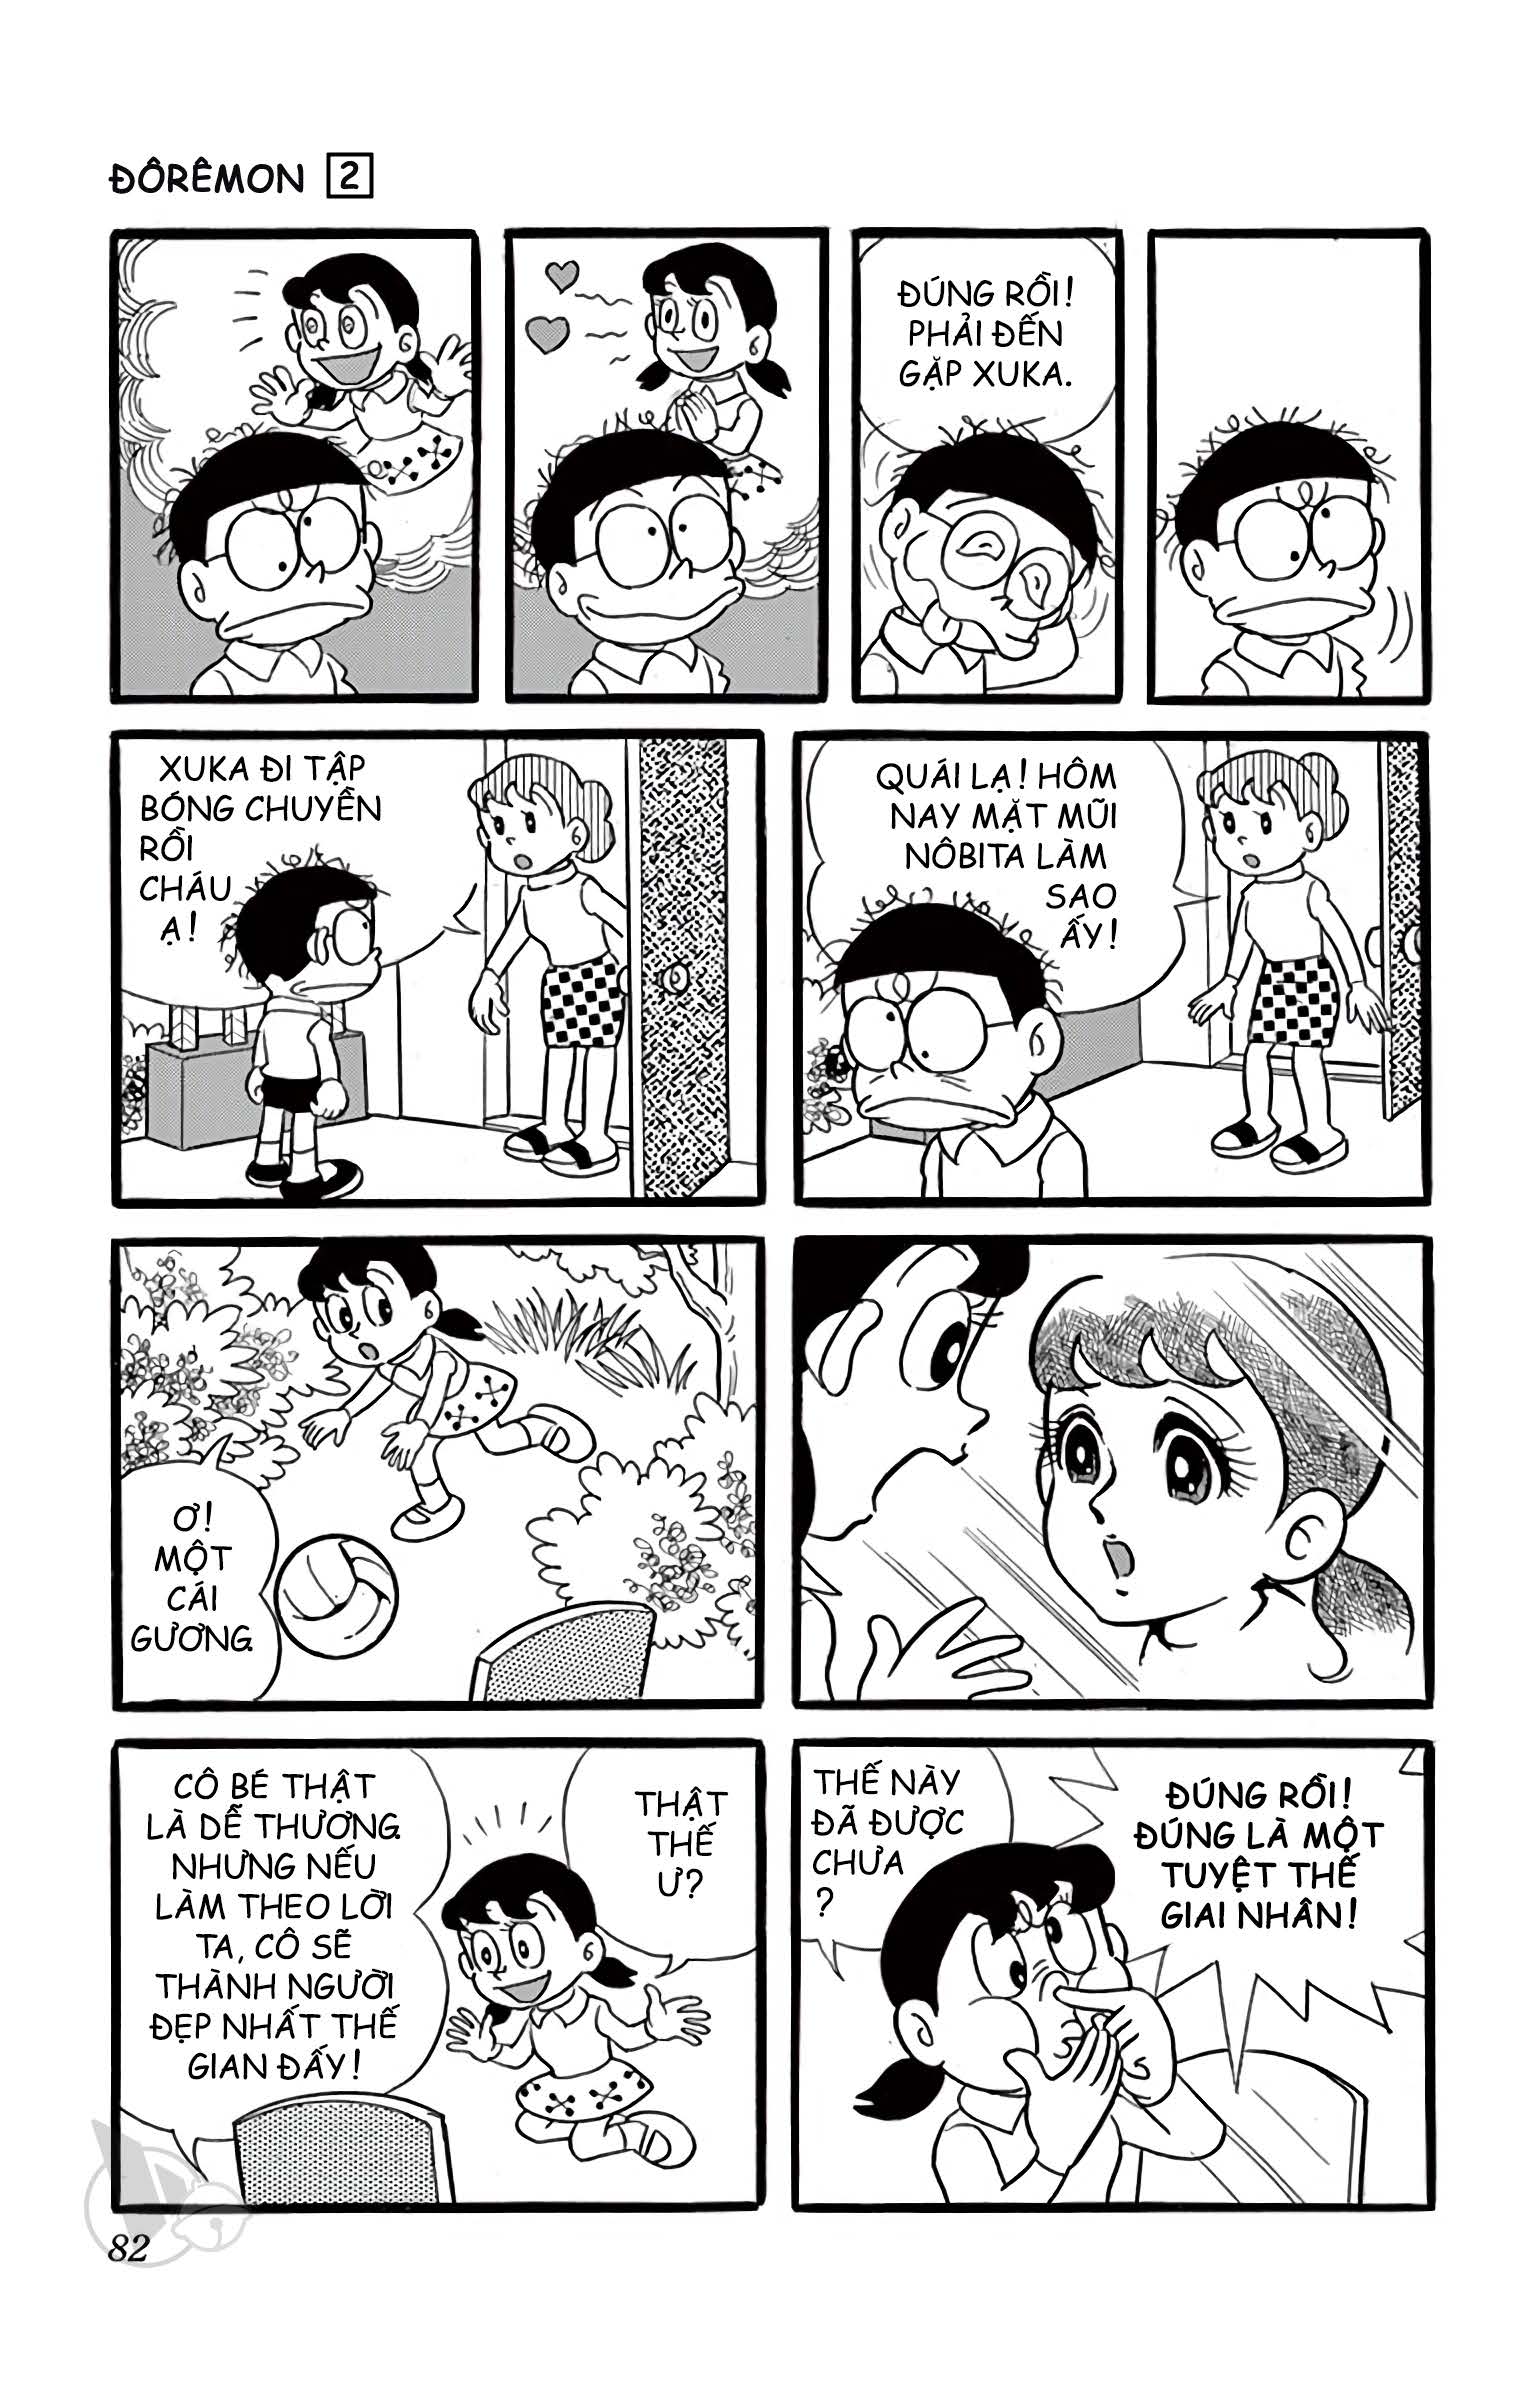 ĐÔRÊMON 2
ĐÚNG RỒI!
PHẢI ĐẾN
GẶP XUKA.
XUKA ĐI TẬP
BÓNG CHUYỀN
RỒI
CHÁU
Ạ!
QUÁI LẠ! HÔM
NAY MẶT MŨI
NÔBITA LÀM
SAO
ẤY!
Ơ!
MỘT
CÁI
GƯƠNG.
CÔ BÉ THẬT
LÀ DỄ THƯƠNG.
NHƯNG NẾU
LÀM THEO LỜI
TA, CÔ SẼ
THÀNH NGƯỜI
ĐẸP NHẤT THẾ
GIAN ĐẤY!
THẬT
THẾ
Ư?
THẾ NÀY
ĐÃ ĐƯỢC
CHƯA
?
ĐÚNG RỒI!
ĐÚNG LÀ MỘT
TUYỆT THẾ
GIAI NHÂN!
82